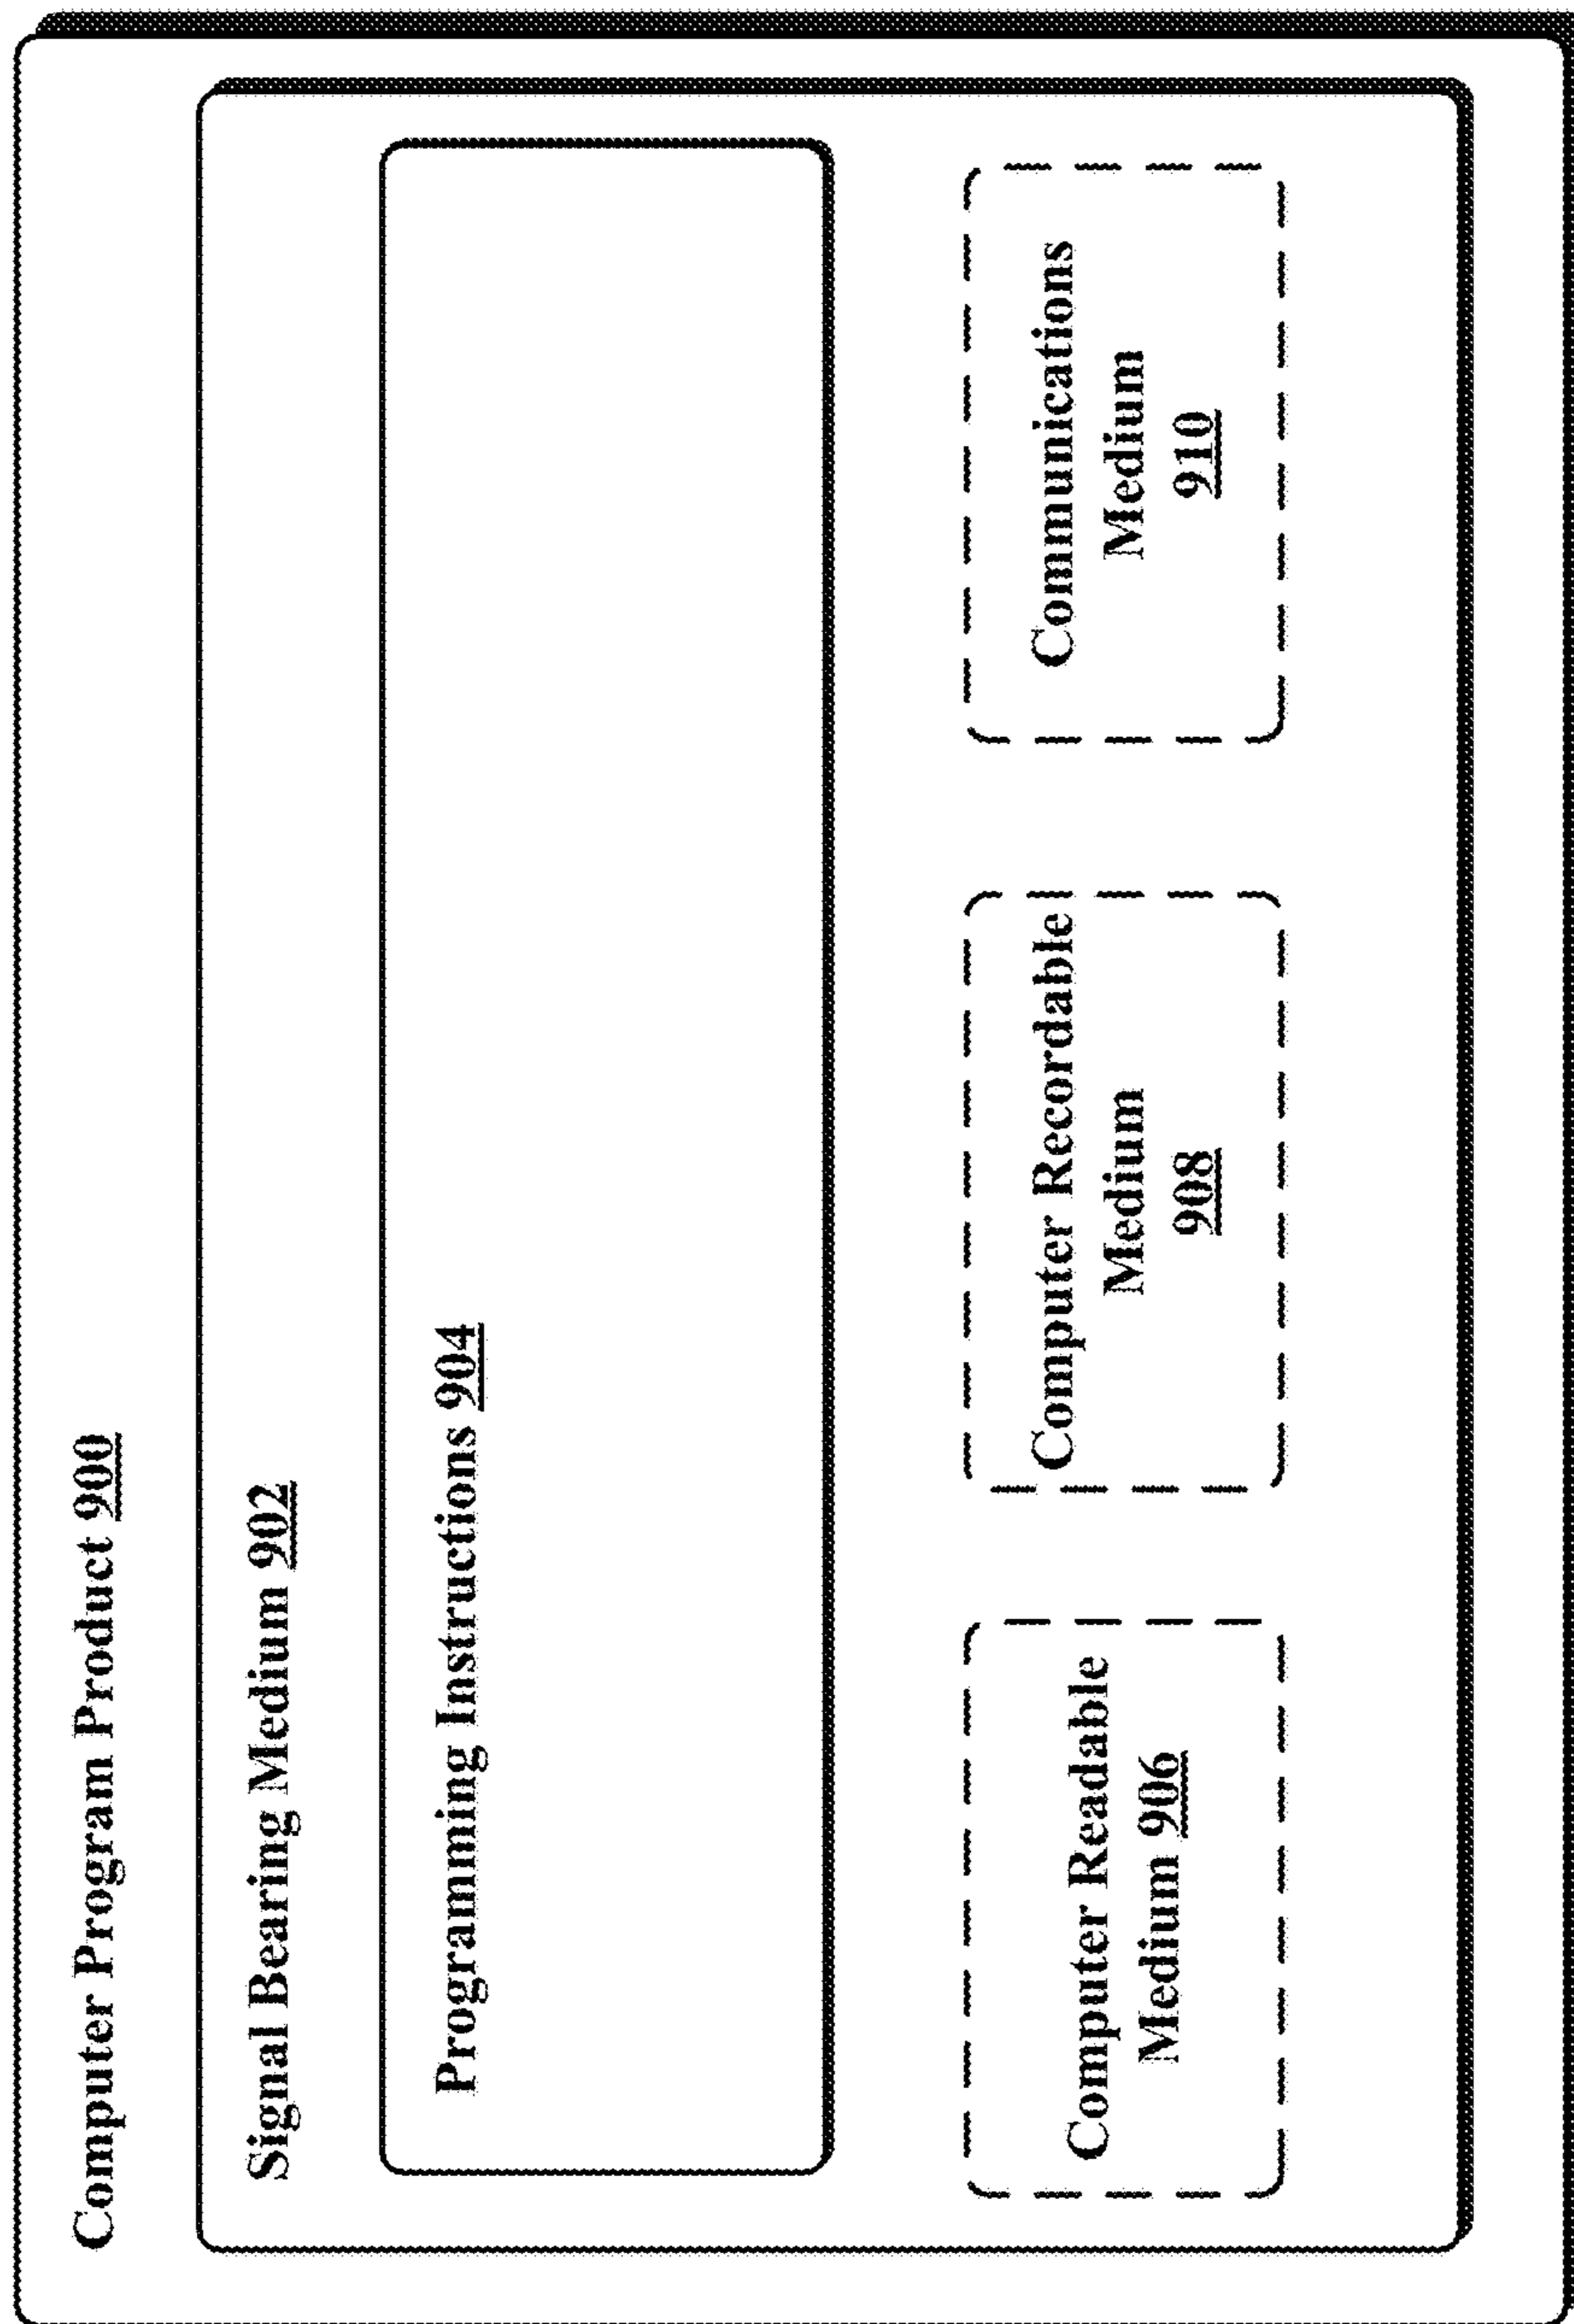 Computer Program Product 900
Signal Bearing Medium 902
Programming Instructions 904
Computer Readable
Medium 906
Computer Recordable
Medium
908
Communications
Medium
910